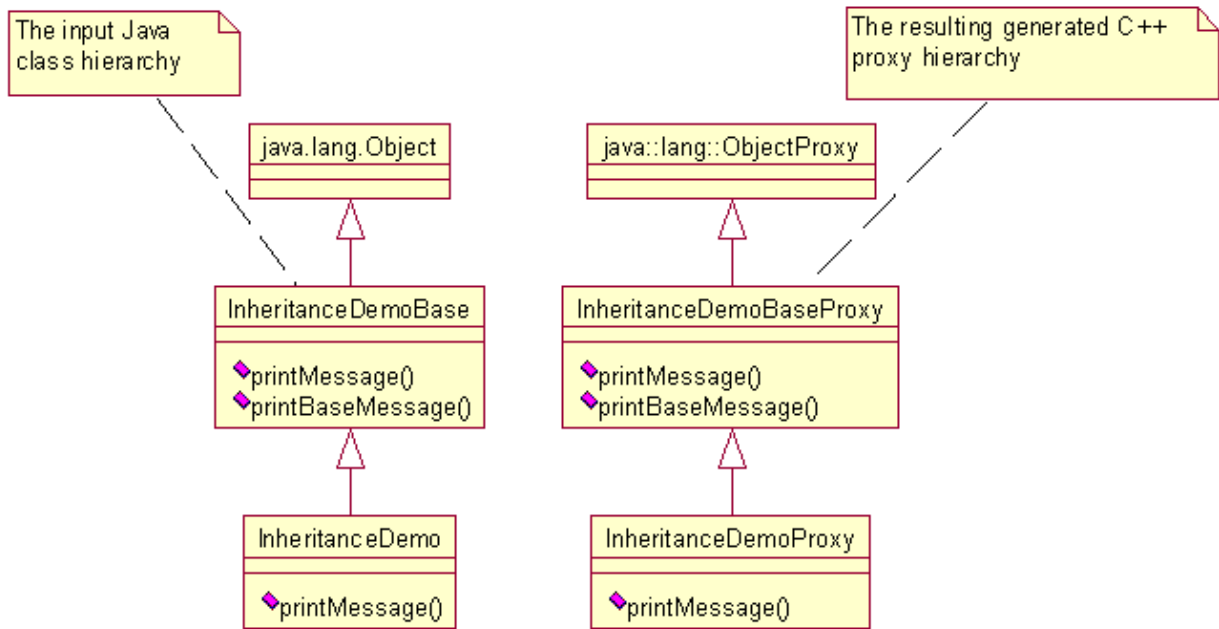 The input Java
class hierarchy
The resulting generated C++
proxy hierarchy
java.lang.Object
java::lang::ObjectProxy
InheritanceDemoBase
printMessage()
printBaseMessage()
InheritanceDemoBaseProxy
printMessage()
printBaseMessage()
InheritanceDemo
printMessage()
InheritanceDemoProxy
printMessage()